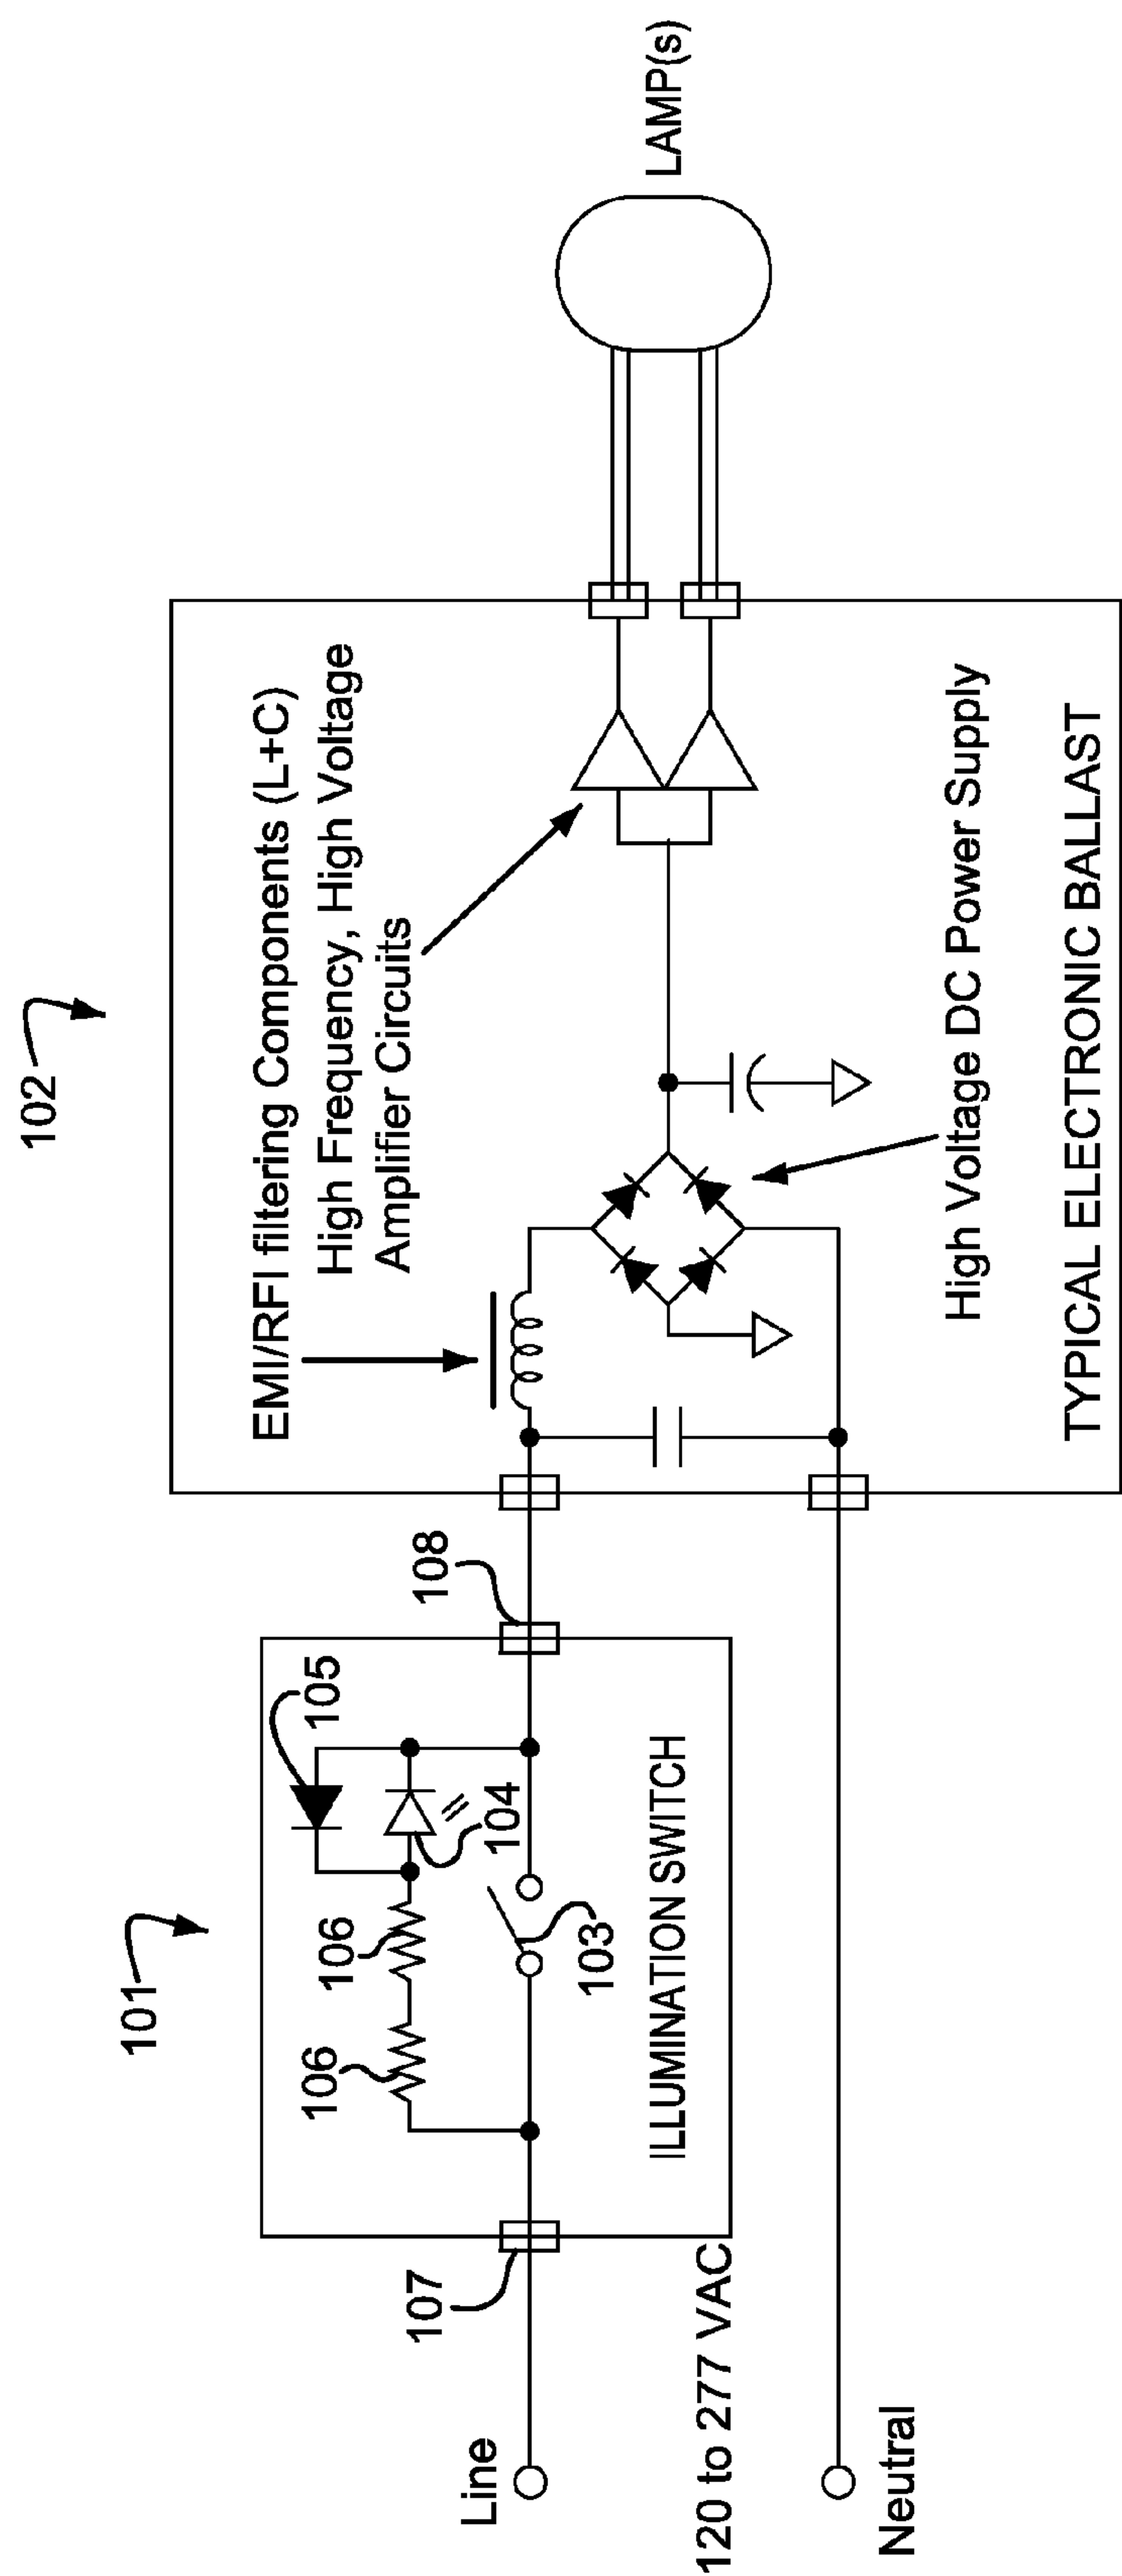 102
EMI/RFI filtering Components (L+C)
High Frequency, High Voltage
Amplifier Circuits
LAMP(s)
High Voltage DC Power Supply
TYPICAL ELECTRONIC BALLAST
101
105
108
106
106
104
103
107
ILLUMINATION SWITCH
Line
120 to 277 VAC
Neutral